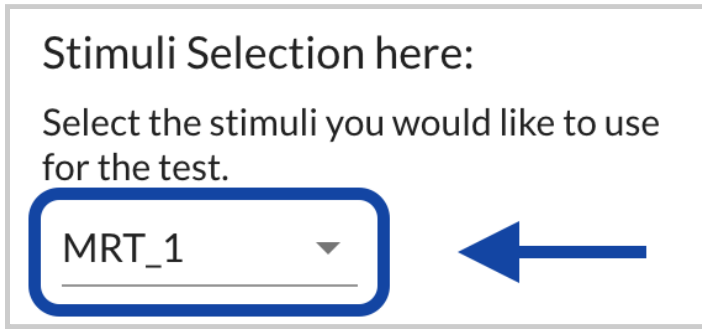 Stimuli Selection here:
Select the stimuli you would like to use
for the test.
MRT_1